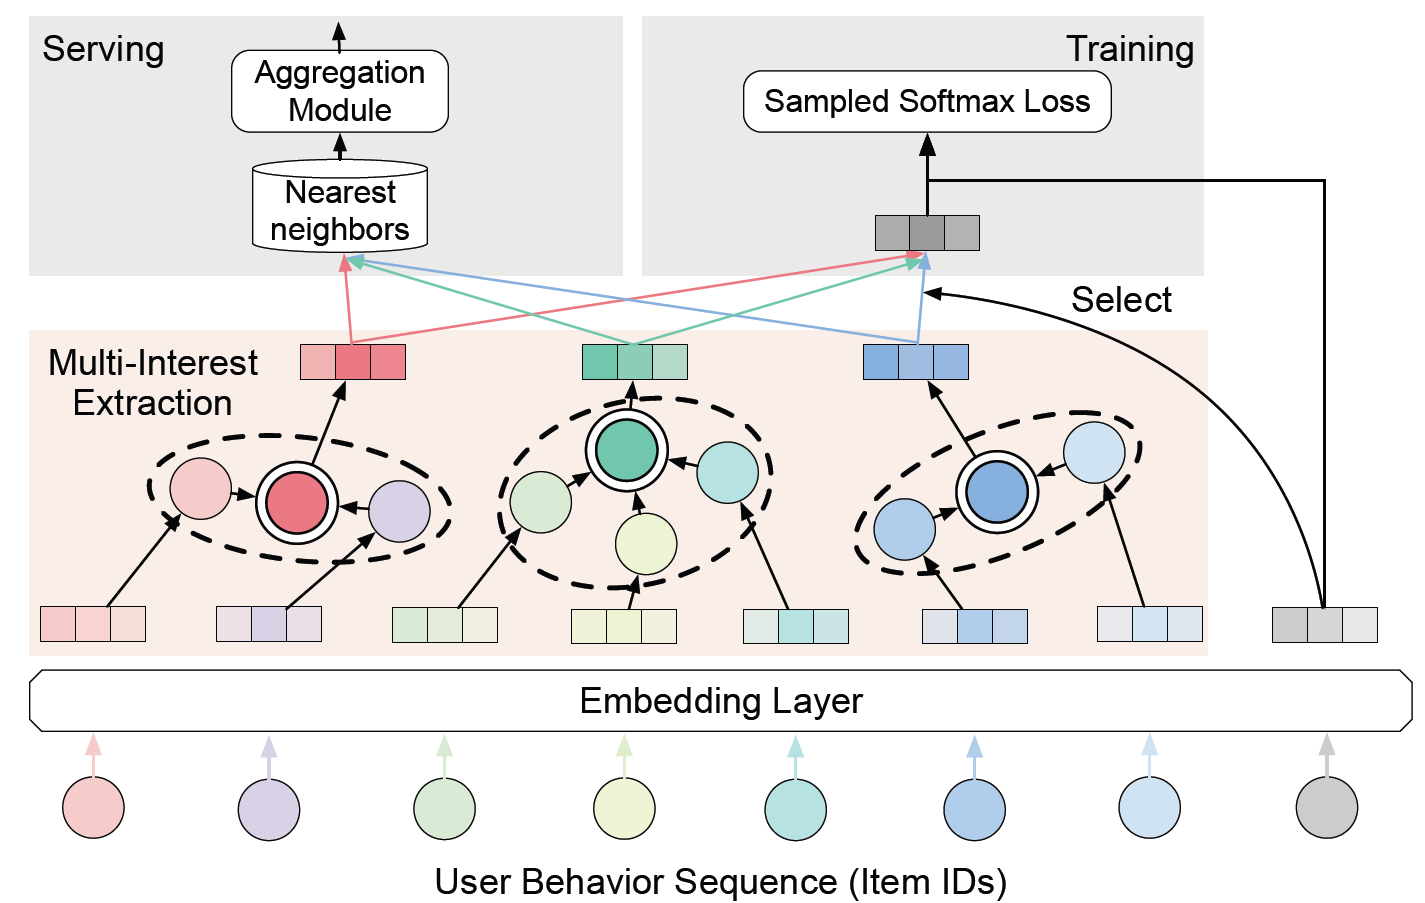 Serving
Aggregation
Module
Nearest
neighbors
Training
Sampled Softmax Loss
Select
Multi-Interest
Extraction
Embedding Layer
User Behavior Sequence (Item IDs)